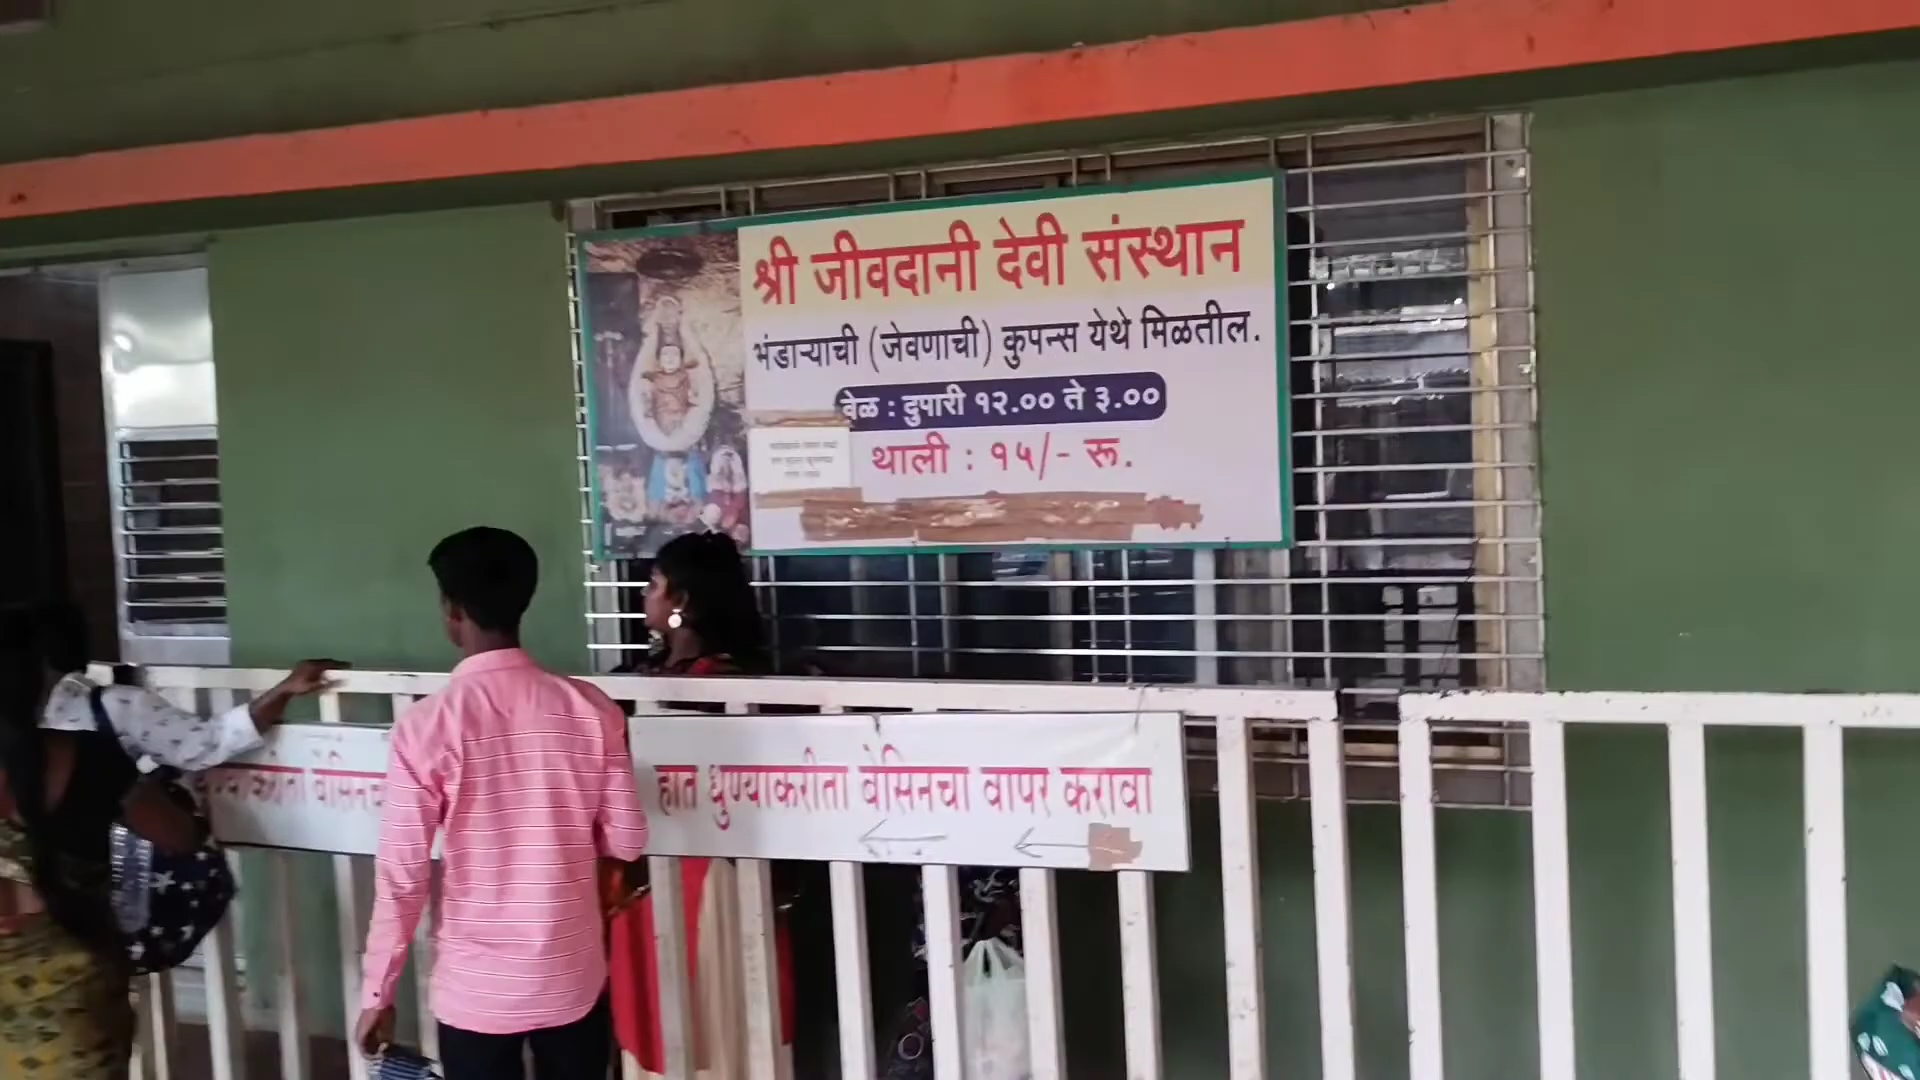 श्री जीवदानी देवी संस्थान
भंडाऱ्याची (जेवणाची) कुपन्स येथे मिळतील.
वेळ : दुपारी १२.०० ते ३.००
थाली : १५/- रू.
हात धुण्याकरीता वेसिनचा वापर करावा